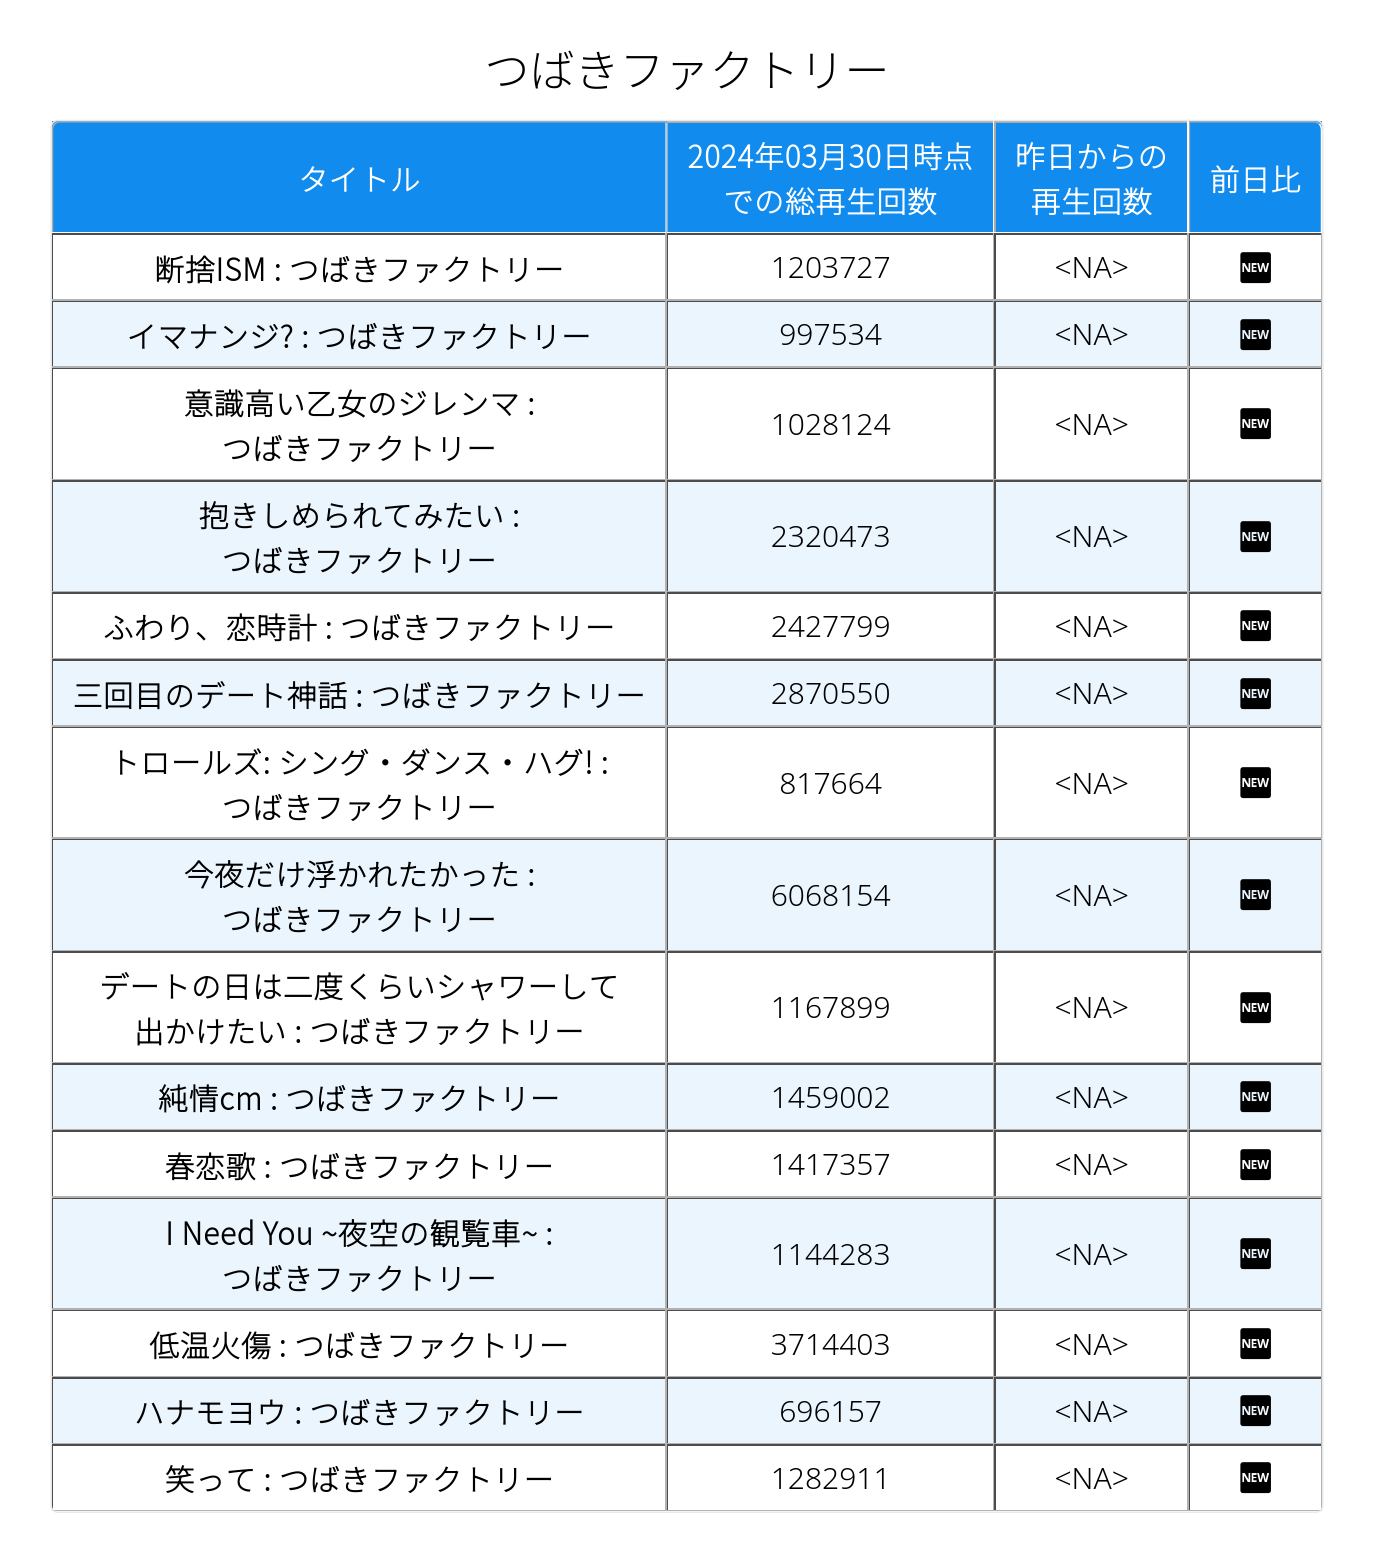 つばきファクトリー
タイトル
2024年03月30日時点
での総再生回数
昨日からの
再生回数
前日比
断捨ISM : つばきファクトリー
1203727
<NA>
NEW
イマナンジ? : つばきファクトリー
997534
<NA>
NEW
意識高い乙女のジレンマ :
つばきファクトリー
1028124
<NA>
NEW
抱きしめられてみたい :
つばきファクトリー
2320473
<NA>
NEW
ふわり、恋時計 : つばきファクトリー
2427799
<NA>
NEW
三回目のデート神話 : つばきファクトリー
2870550
<NA>
NEW
トロールズ: シング・ダンス・ハグ! :
つばきファクトリー
817664
<NA>
NEW
今夜だけ浮かれたかった :
つばきファクトリー
6068154
<NA>
NEW
デートの日は二度くらいシャワーして
出かけたい : つばきファクトリー
1167899
<NA>
NEW
純情cm : つばきファクトリー
1459002
<NA>
NEW
春恋歌 : つばきファクトリー
1417357
<NA>
NEW
I Need You ~夜空の観覧車~ :
つばきファクトリー
1144283
<NA>
NEW
低温火傷 : つばきファクトリー
3714403
<NA>
NEW
ハナモヨウ : つばきファクトリー
696157
<NA>
NEW
笑って : つばきファクトリー
1282911
<NA>
NEW